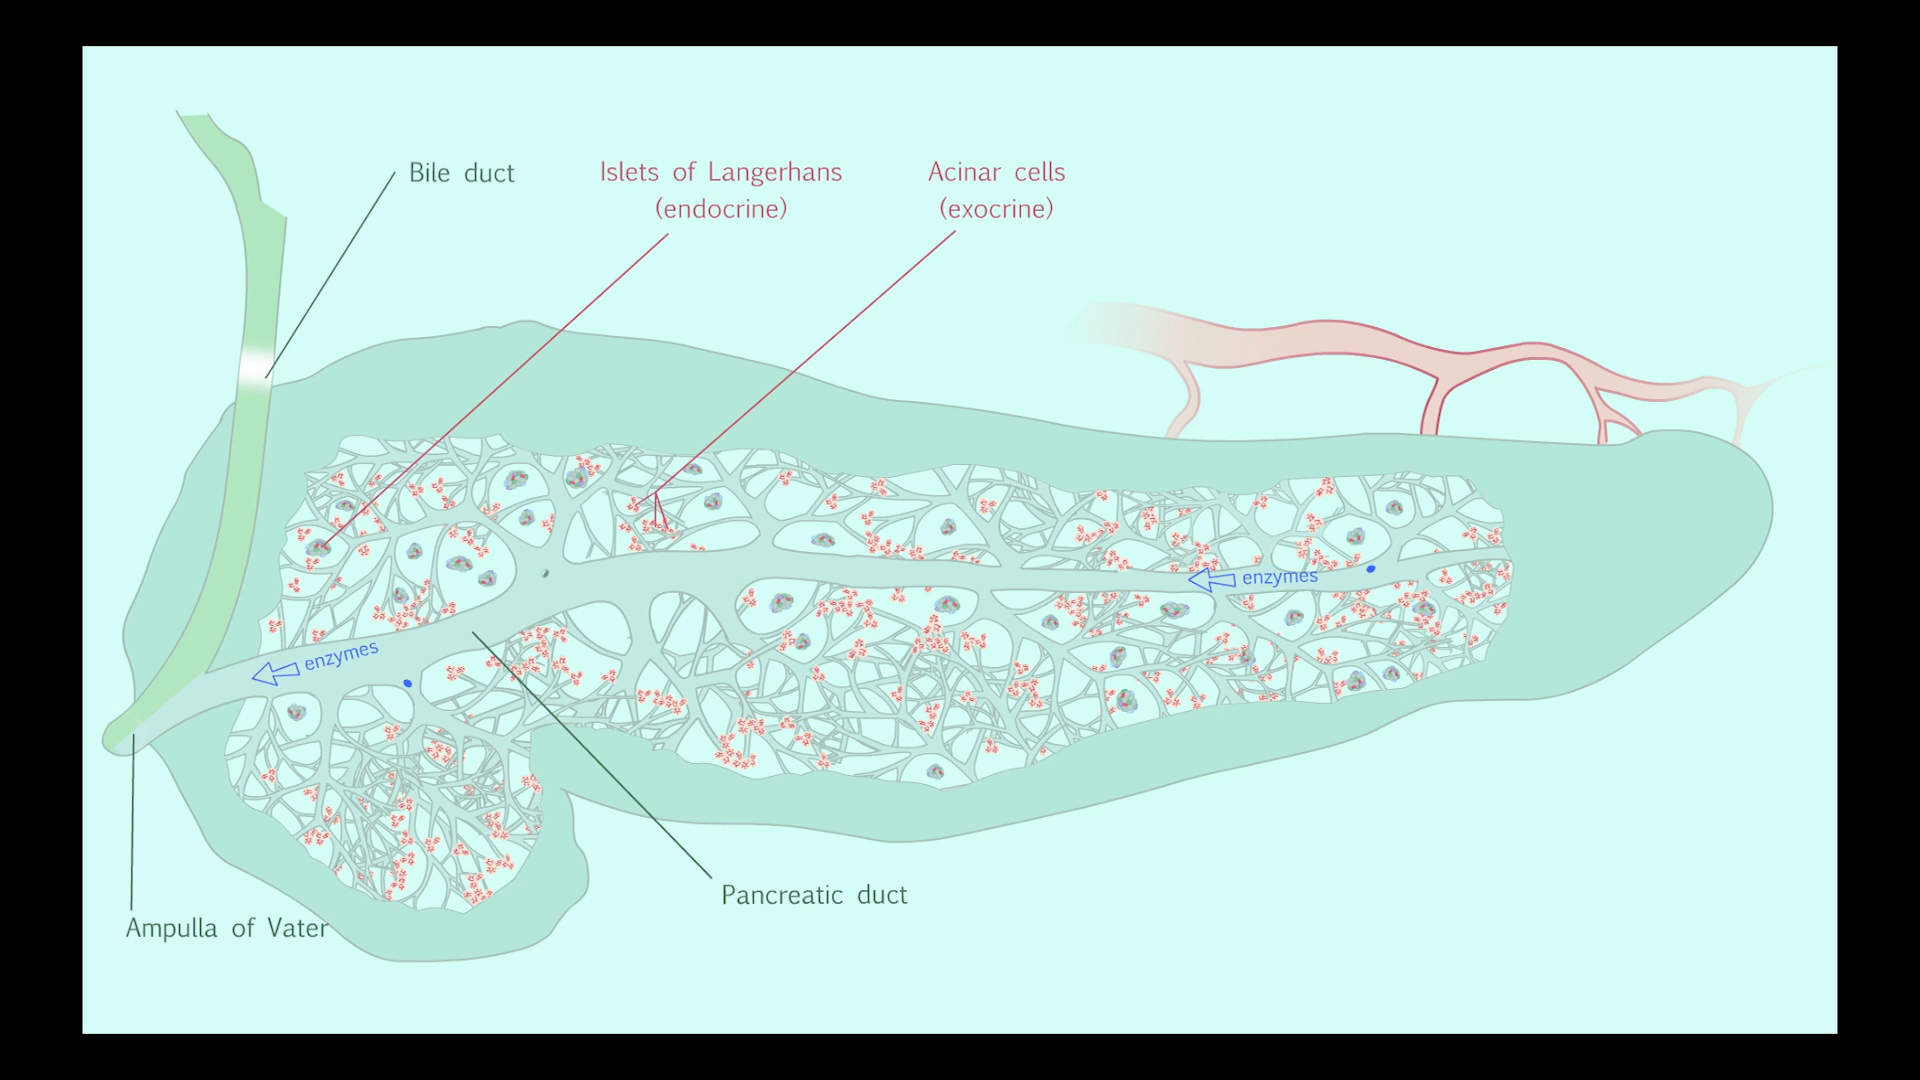 Bile duct
Islets of Langerhans
(endocrine)
Acinar cells
(exocrine)
enzymes
enzymes
Pancreatic duct
Ampulla of Vater